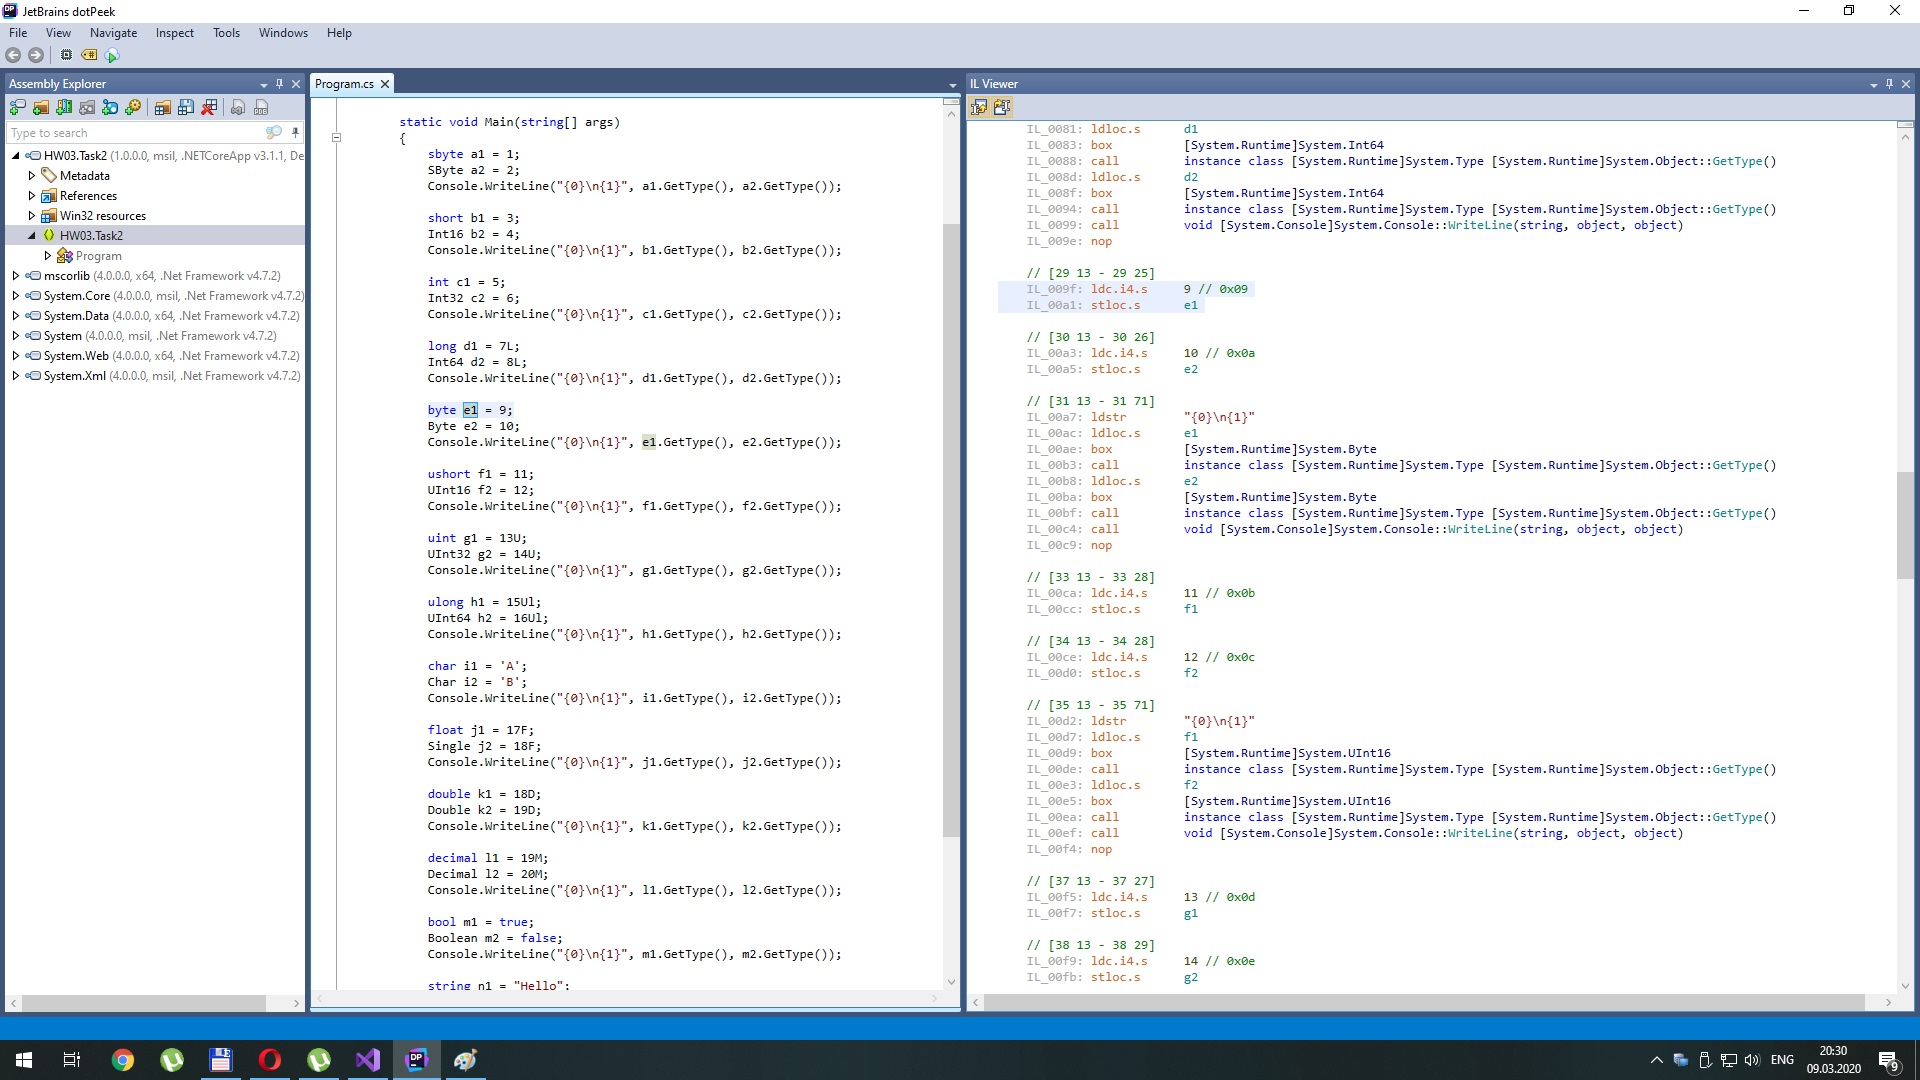 JetBrains dotPeek
File View Navigate Inspect Tools Windows Help
Assembly Explorer
Type to search
HW03.Task2 (1.0.0.0, msil, .NETCoreApp v3.1.1, De
Metadata
References
Win32 resources
HW03.Task2
Program
mscorlib (4.0.0.0, x64, .Net Framework v4.7.2)
System.Core (4.0.0.0, msil, .Net Framework v4.7.2)
System.Data (4.0.0.0, x64, .Net Framework v4.7.2)
System (4.0.0.0, msil, .Net Framework v4.7.2)
System.Web (4.0.0.0, x64, .Net Framework v4.7.2)
System.Xml (4.0.0.0, msil, .Net Framework v4.7.2)
Program.cs
static void Main(string[] args)
{
sbyte a1 = 1;
SByte a2 = 2;
Console.WriteLine("{0}\n{1}", a1.GetType(), a2.GetType());
short b1 = 3;
Int16 b2 = 4;
Console.WriteLine("{0}\n{1}", b1.GetType(), b2.GetType());
int c1 = 5;
Int32 c2 = 6;
Console.WriteLine("{0}\n{1}", c1.GetType(), c2.GetType());
long d1 = 7L;
Int64 d2 = 8L;
Console.WriteLine("{0}\n{1}", d1.GetType(), d2.GetType());
byte e1 = 9;
Byte e2 = 10;
Console.WriteLine("{0}\n{1}", e1.GetType(), e2.GetType());
ushort f1 = 11;
UInt16 f2 = 12;
Console.WriteLine("{0}\n{1}", f1.GetType(), f2.GetType());
uint g1 = 13U;
UInt32 g2 = 14U;
Console.WriteLine("{0}\n{1}", g1.GetType(), g2.GetType());
ulong h1 = 15Ul;
UInt64 h2 = 16Ul;
Console.WriteLine("{0}\n{1}", h1.GetType(), h2.GetType());
char i1 = 'A';
Char i2 = 'B';
Console.WriteLine("{0}\n{1}", i1.GetType(), i2.GetType());
float j1 = 17F;
Single j2 = 18F;
Console.WriteLine("{0}\n{1}", j1.GetType(), j2.GetType());
double k1 = 18D;
Double k2 = 19D;
Console.WriteLine("{0}\n{1}", k1.GetType(), k2.GetType());
decimal l1 = 19M;
Decimal l2 = 20M;
Console.WriteLine("{0}\n{1}", l1.GetType(), l2.GetType());
bool m1 = true;
Boolean m2 = false;
Console.WriteLine("{0}\n{1}", m1.GetType(), m2.GetType());
string n1 = "Hello";
IL Viewer
IL_0081: ldloc.s d1
IL_0083: box [System.Runtime]System.Int64
IL_0088: call instance class [System.Runtime]System.Type [System.Runtime]System.Object::GetType()
IL_008d: ldloc.s d2
IL_008f: box [System.Runtime]System.Int64
IL_0094: call instance class [System.Runtime]System.Type [System.Runtime]System.Object::GetType()
IL_0099: call void [System.Console]System.Console::WriteLine(string, object, object)
IL_009e: nop
// [29 13 - 29 25]
IL_009f: ldc.i4.s 9 // 0x09
IL_00a1: stloc.s e1
// [30 13 - 30 26]
IL_00a3: ldc.i4.s 10 // 0x0a
IL_00a5: stloc.s e2
// [31 13 - 31 71]
IL_00a7: ldstr "{0}\n{1}"
IL_00ac: ldloc.s e1
IL_00ae: box [System.Runtime]System.Byte
IL_00b3: call instance class [System.Runtime]System.Type [System.Runtime]System.Object::GetType()
IL_00b8: ldloc.s e2
IL_00ba: box [System.Runtime]System.Byte
IL_00bf: call instance class [System.Runtime]System.Type [System.Runtime]System.Object::GetType()
IL_00c4: call void [System.Console]System.Console::WriteLine(string, object, object)
IL_00c9: nop
// [33 13 - 33 28]
IL_00ca: ldc.i4.s 11 // 0x0b
IL_00cc: stloc.s f1
// [34 13 - 34 28]
IL_00ce: ldc.i4.s 12 // 0x0c
IL_00d0: stloc.s f2
// [35 13 - 35 71]
IL_00d2: ldstr "{0}\n{1}"
IL_00d7: ldloc.s f1
IL_00d9: box [System.Runtime]System.UInt16
IL_00de: call instance class [System.Runtime]System.Type [System.Runtime]System.Object::GetType()
IL_00e3: ldloc.s f2
IL_00e5: box [System.Runtime]System.UInt16
IL_00ea: call instance class [System.Runtime]System.Type [System.Runtime]System.Object::GetType()
IL_00ef: call void [System.Console]System.Console::WriteLine(string, object, object)
IL_00f4: nop
// [37 13 - 37 27]
IL_00f5: ldc.i4.s 13 // 0x0d
IL_00f7: stloc.s g1
// [38 13 - 38 29]
IL_00f9: ldc.i4.s 14 // 0x0e
IL_00fb: stloc.s g2
ENG
20:30
09.03.2020
9